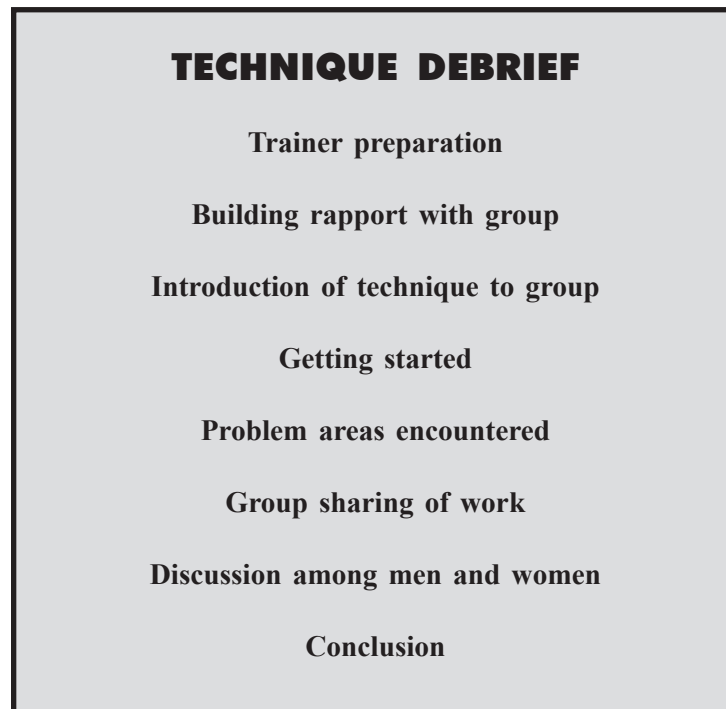 TECHNIQUE DEBRIEF
Trainer preparation
Building rapport with group
Introduction of technique to group
Getting started
Problem areas encountered
Group sharing of work
Discussion among men and women
Conclusion